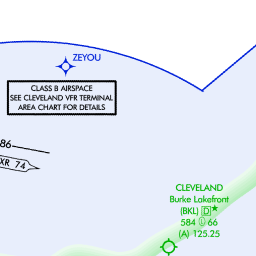 ZEYOU
CLASS B AIRSPACE
SEE CLEVELAND VFR TERMINAL
AREA CHART FOR DETAILS
86
XR 74
CLEVELAND
Burke Lakefront
(BKL) D★
584 L 66
(A) 125.25